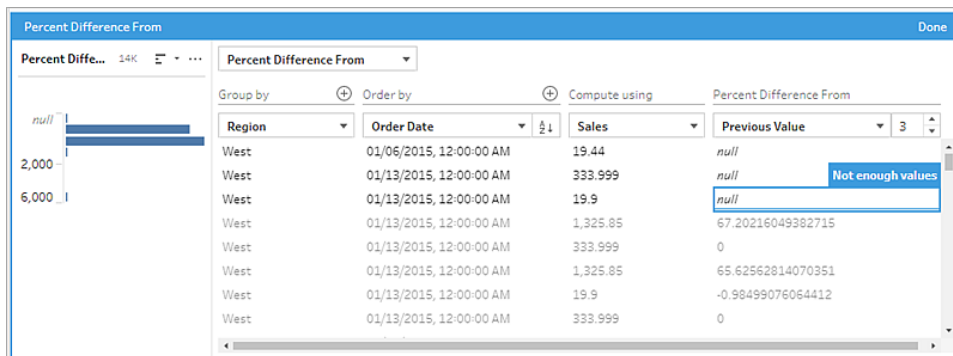 Percent Difference From Done
Percent Diffe... 14K
Percent Difference From
Group by Order by Compute using Percent Difference From
Region Order Date Sales Previous Value 3
null
2,000
6,000
West 01/06/2015, 12:00:00 AM 19.44 null
West 01/13/2015, 12:00:00 AM 333.999 null Not enough values
West 01/13/2015, 12:00:00 AM 19.9 null
West 01/13/2015, 12:00:00 AM 1,325.85 67.20216049382715
West 01/13/2015, 12:00:00 AM 333.999 0
West 01/13/2015, 12:00:00 AM 1,325.85 65.62562814070351
West 01/13/2015, 12:00:00 AM 19.9 -0.98499076064412
West 01/13/2015, 12:00:00 AM 333.999 0